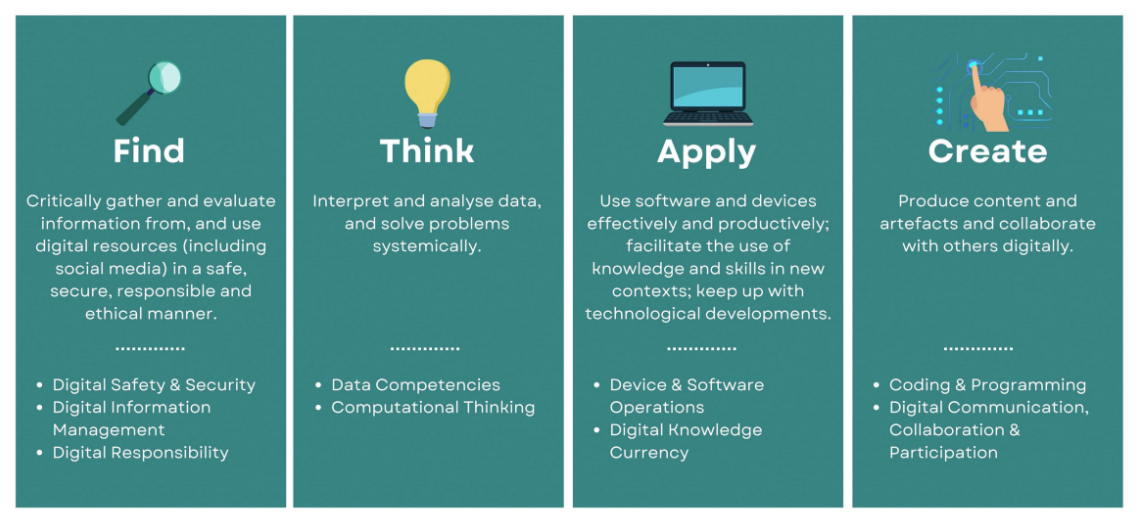 Find
Critically gather and evaluate
information from, and use
digital resources (including
social media) in a safe,
secure, responsible and
ethical manner.
• Digital Safety & Security
• Digital Information
Management
• Digital Responsibility
Think
Interpret and analyse data,
and solve problems
systemically.
• Data Competencies
• Computational Thinking
Apply
Use software and devices
effectively and productively;
facilitate the use of
knowledge and skills in new
contexts; keep up with
technological developments.
• Device & Software
Operations
• Digital Knowledge
Currency
Create
Produce content and
artefacts and collaborate
with others digitally.
• Coding & Programming
• Digital Communication,
Collaboration &
Participation